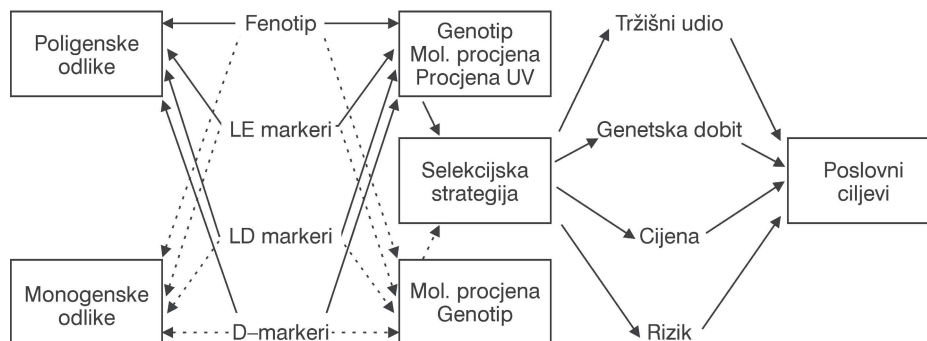 Poligenske
odlike
Fenotip
Genotip
Mol. procjena
Procjena UV
Tržišni udio
LE markeri
Genetska dobit
Selekcijska
strategija
Poslovni
ciljevi
LD markeri
Cijena
Monogenske
odlike
Mol. procjena
Genotip
D–markeri
Rizik